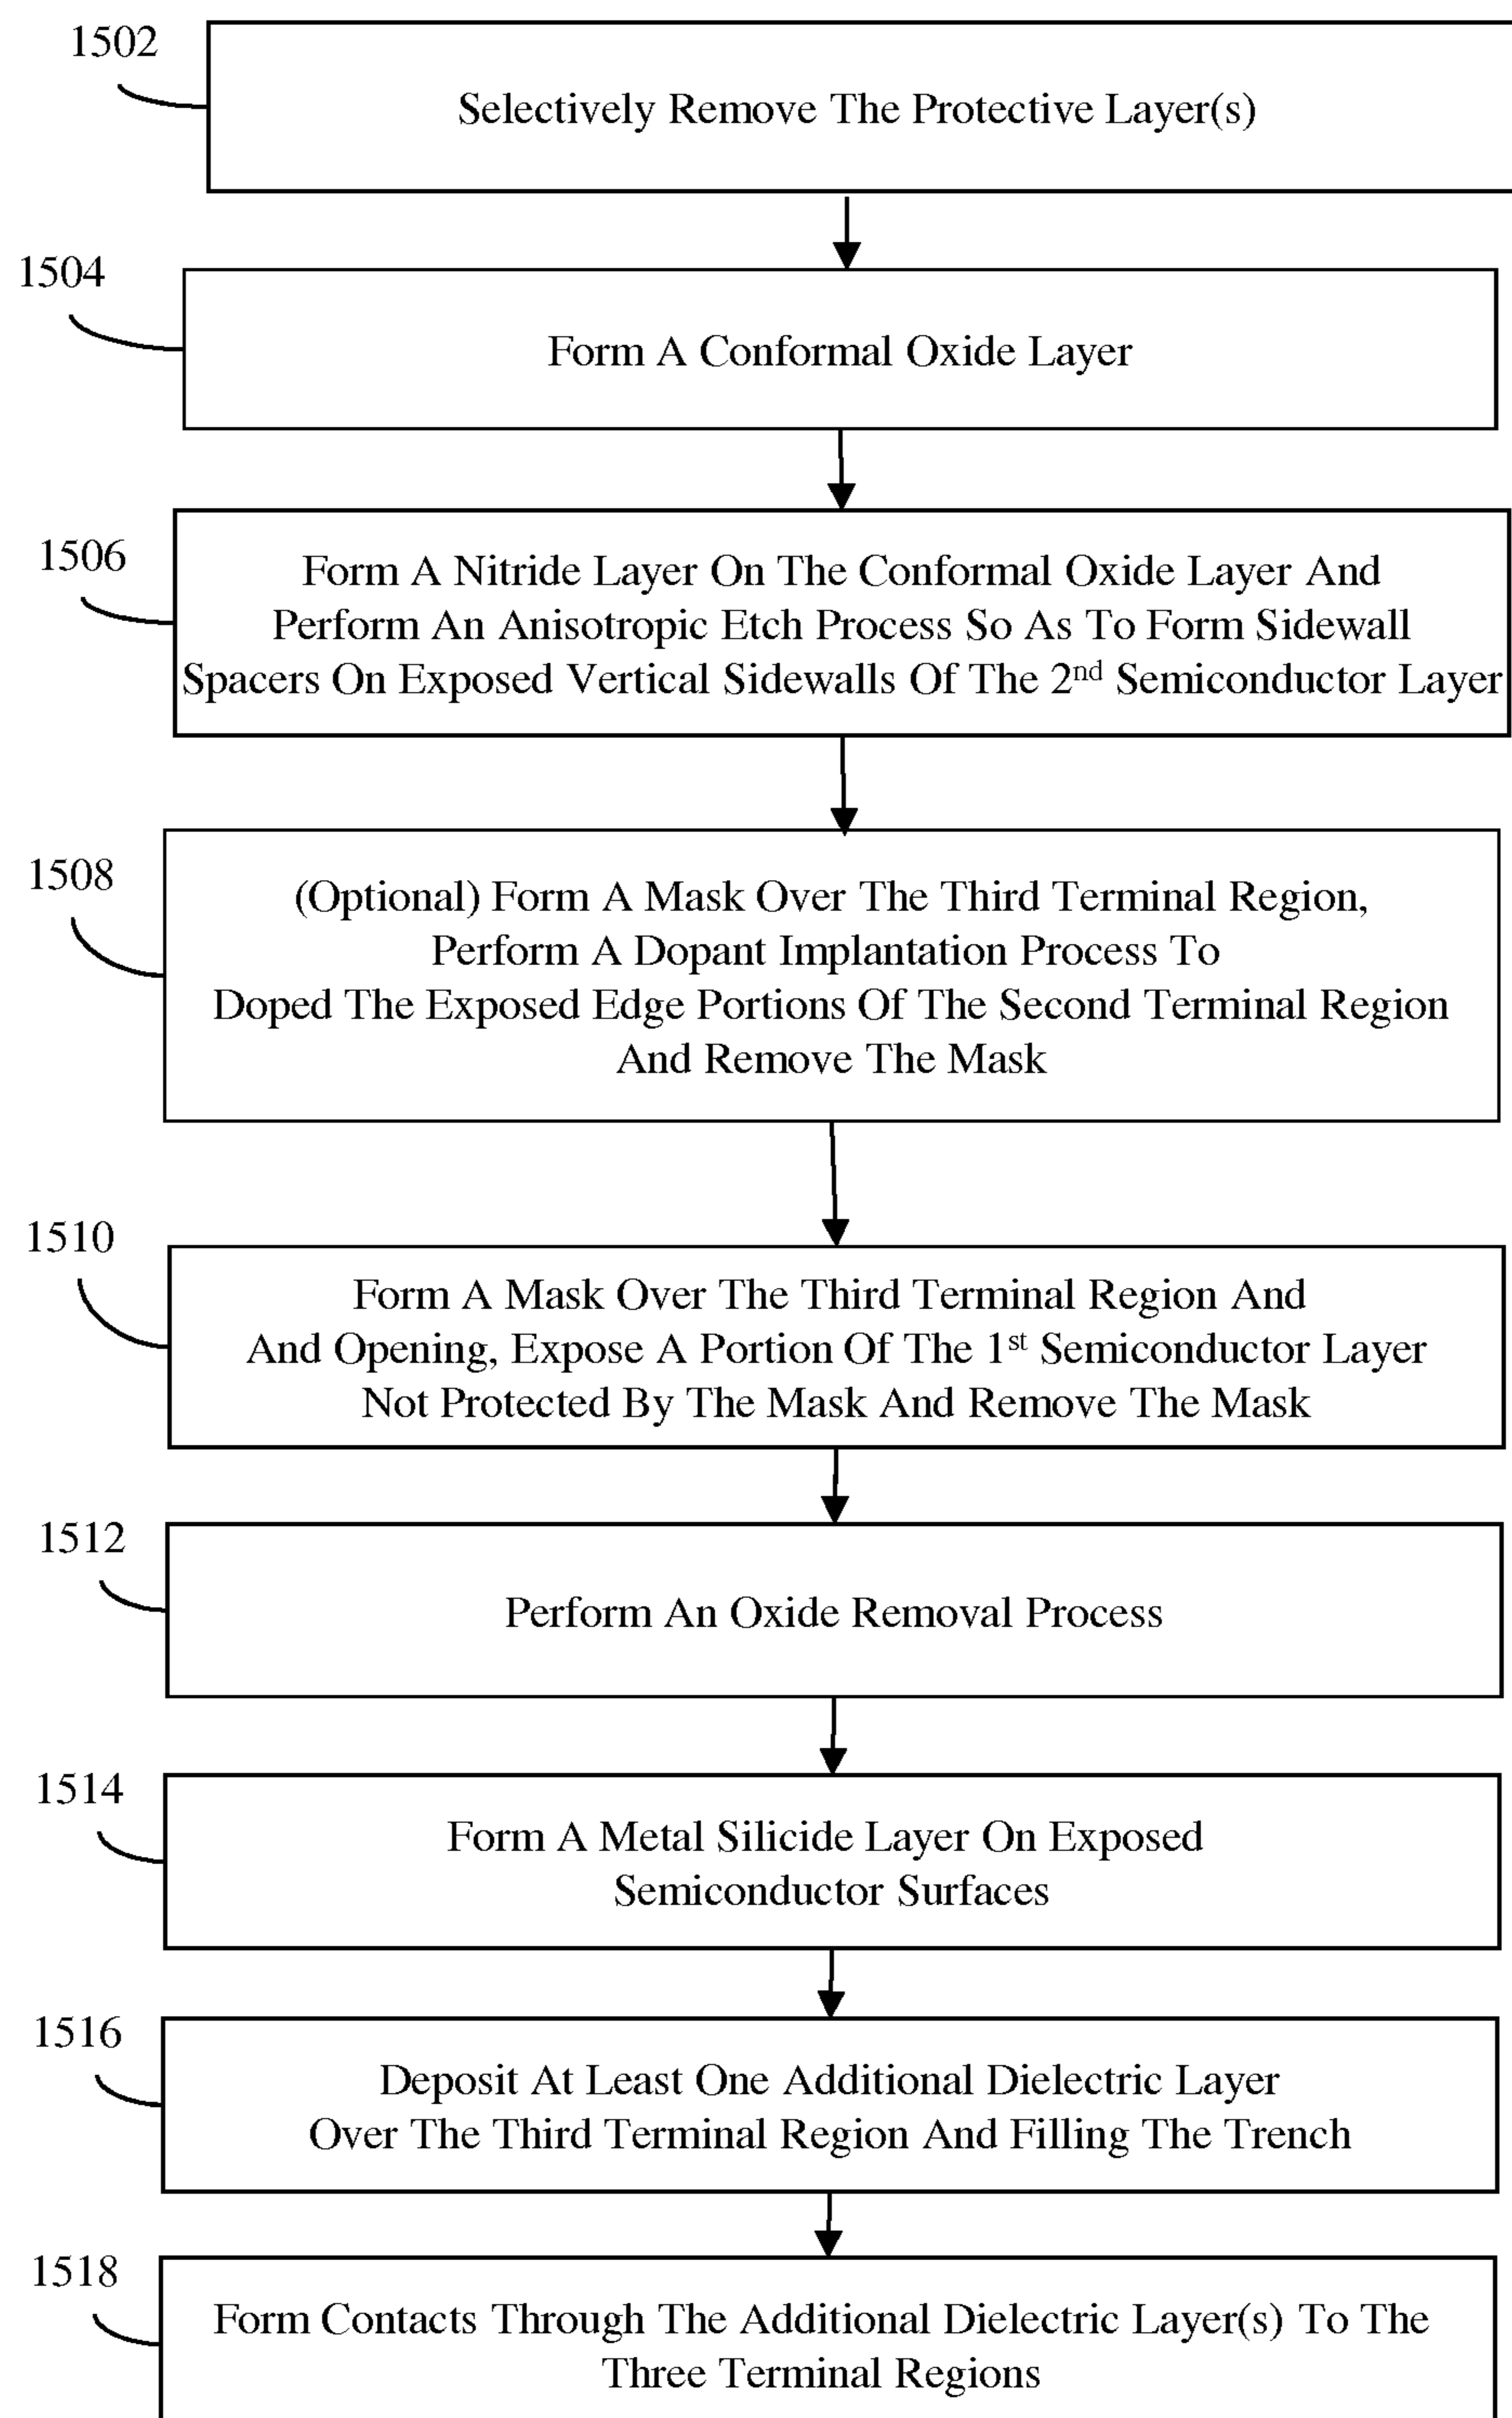 1502
Selectively Remove The Protective Layer(s)
1504
Form A Conformal Oxide Layer
1506
Form A Nitride Layer On The Conformal Oxide Layer And
Perform An Anisotropic Etch Process So As To Form Sidewall
Spacers On Exposed Vertical Sidewalls Of The 2nd Semiconductor Layer
1508
(Optional) Form A Mask Over The Third Terminal Region,
Perform A Dopant Implantation Process To
Doped The Exposed Edge Portions Of The Second Terminal Region
And Remove The Mask
1510
Form A Mask Over The Third Terminal Region And
And Opening, Expose A Portion Of The 1st Semiconductor Layer
Not Protected By The Mask And Remove The Mask
1512
Perform An Oxide Removal Process
1514
Form A Metal Silicide Layer On Exposed
Semiconductor Surfaces
1516
Deposit At Least One Additional Dielectric Layer
Over The Third Terminal Region And Filling The Trench
1518
Form Contacts Through The Additional Dielectric Layer(s) To The
Three Terminal Regions